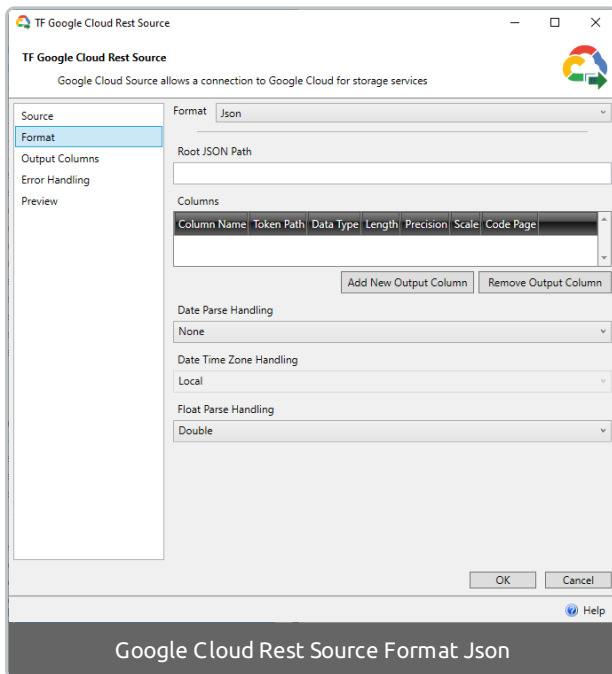 TF Google Cloud Rest Source
TF Google Cloud Rest Source
Google Cloud Source allows a connection to Google Cloud for storage services
Source
Format
Output Columns
Error Handling
Preview
Format Json
Root JSON Path
Columns
Column Name Token Path Data Type Length Precision Scale Code Page
Add New Output Column Remove Output Column
Date Parse Handling
None
Date Time Zone Handling
Local
Float Parse Handling
Double
OK Cancel
Help
Google Cloud Rest Source Format Json